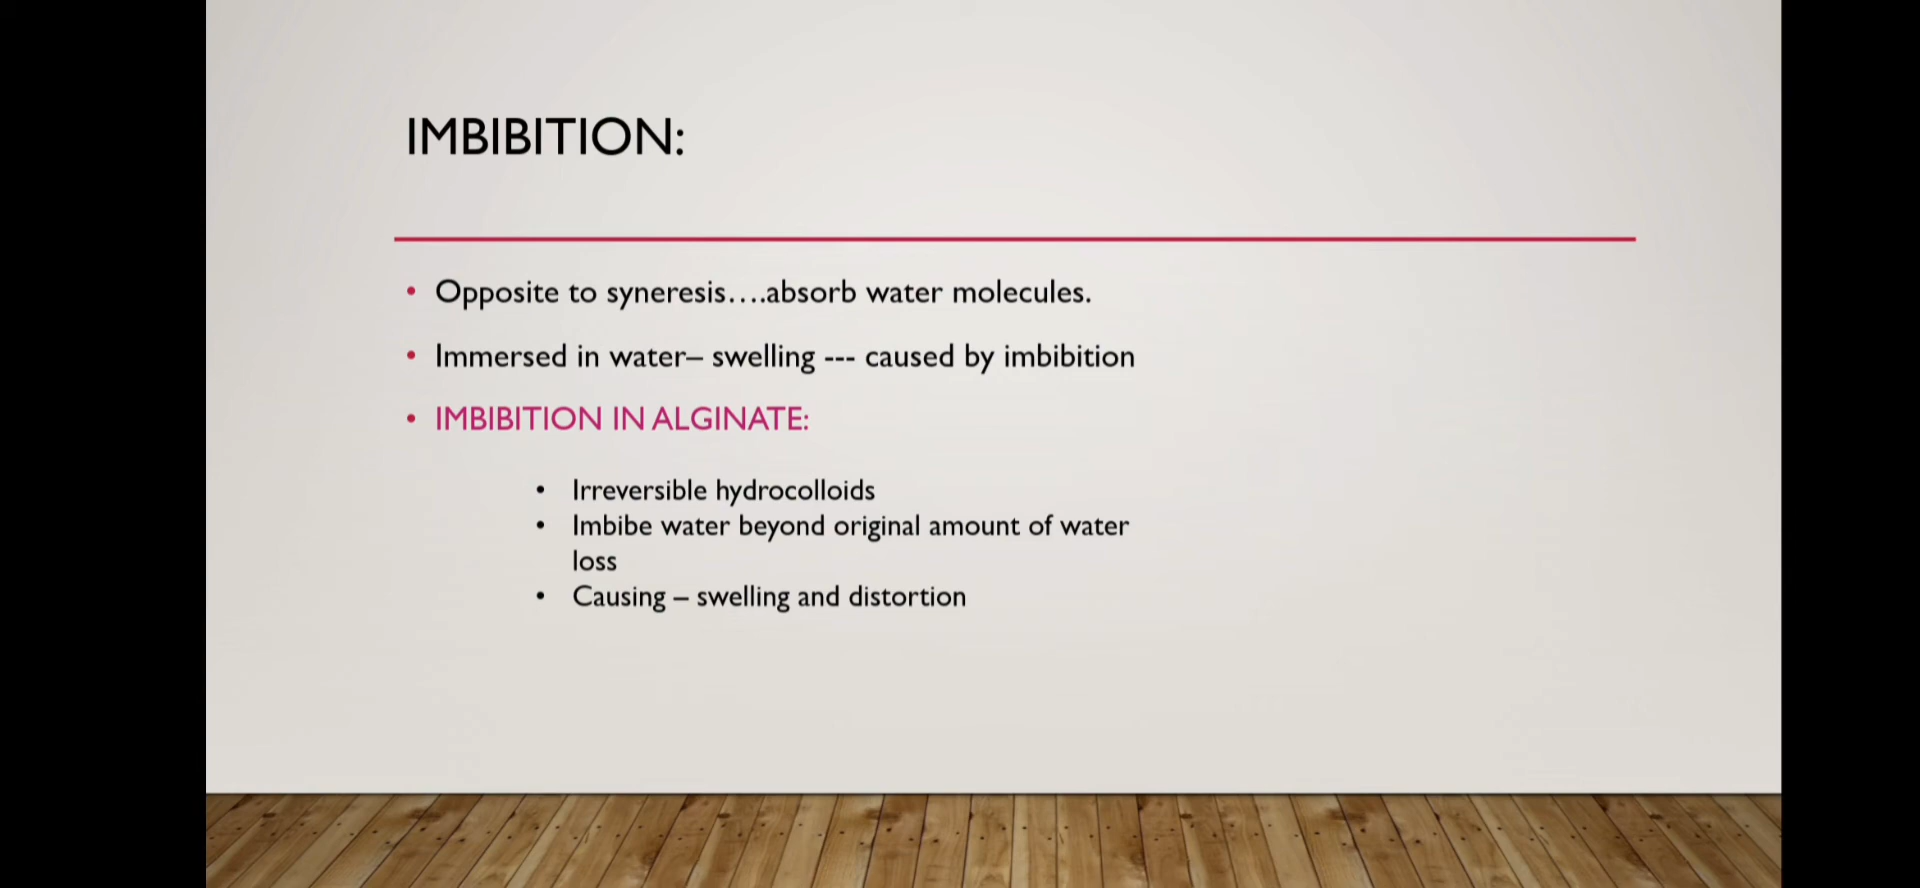 IMBIBITION:
• Opposite to syneresis….absorb water molecules.
• Immersed in water– swelling --- caused by imbibition
• IMBIBITION IN ALGINATE:
• Irreversible hydrocolloids
• Imbibe water beyond original amount of water
loss
• Causing – swelling and distortion